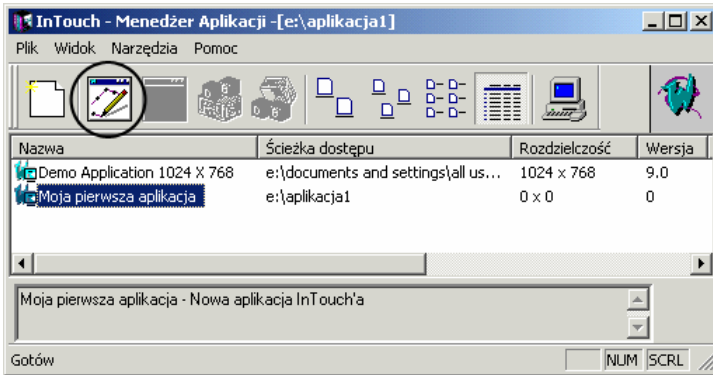 InTouch - Menedżer Aplikacji -[e:\aplikacja1]
Plik Widok Narzędzia Pomoc
Nazwa Ścieżka dostępu Rozdzielczość Wersja
Demo Application 1024 X 768 e:\documents and settings\all us... 1024 x 768 9.0
Moja pierwsza aplikacja e:\aplikacja1 0 x 0 0
Moja pierwsza aplikacja - Nowa aplikacja InTouch'a
Gotów NUM SCRL